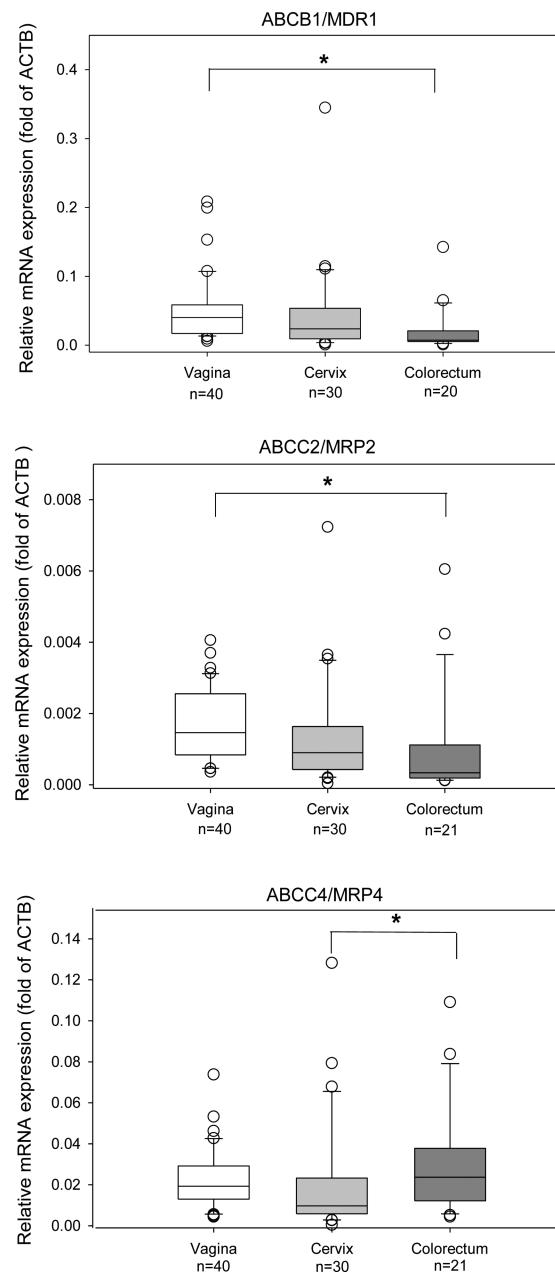 ABCB1/MDR1
Relative mRNA expression (fold of ACTB)
0.4
0.3
0.2
0.1
0.0
*
Vagina Cervix Colorectum
n=40 n=30 n=20
ABCC2/MRP2
Relative mRNA expression (fold of ACTB )
0.008
0.006
0.004
0.002
0.000
*
Vagina Cervix Colorectum
n=40 n=30 n=21
ABCC4/MRP4
Relative mRNA expression (fold of ACTB)
0.14
0.12
0.10
0.08
0.06
0.04
0.02
0.00
*
Vagina Cervix Colorectum
n=40 n=30 n=21